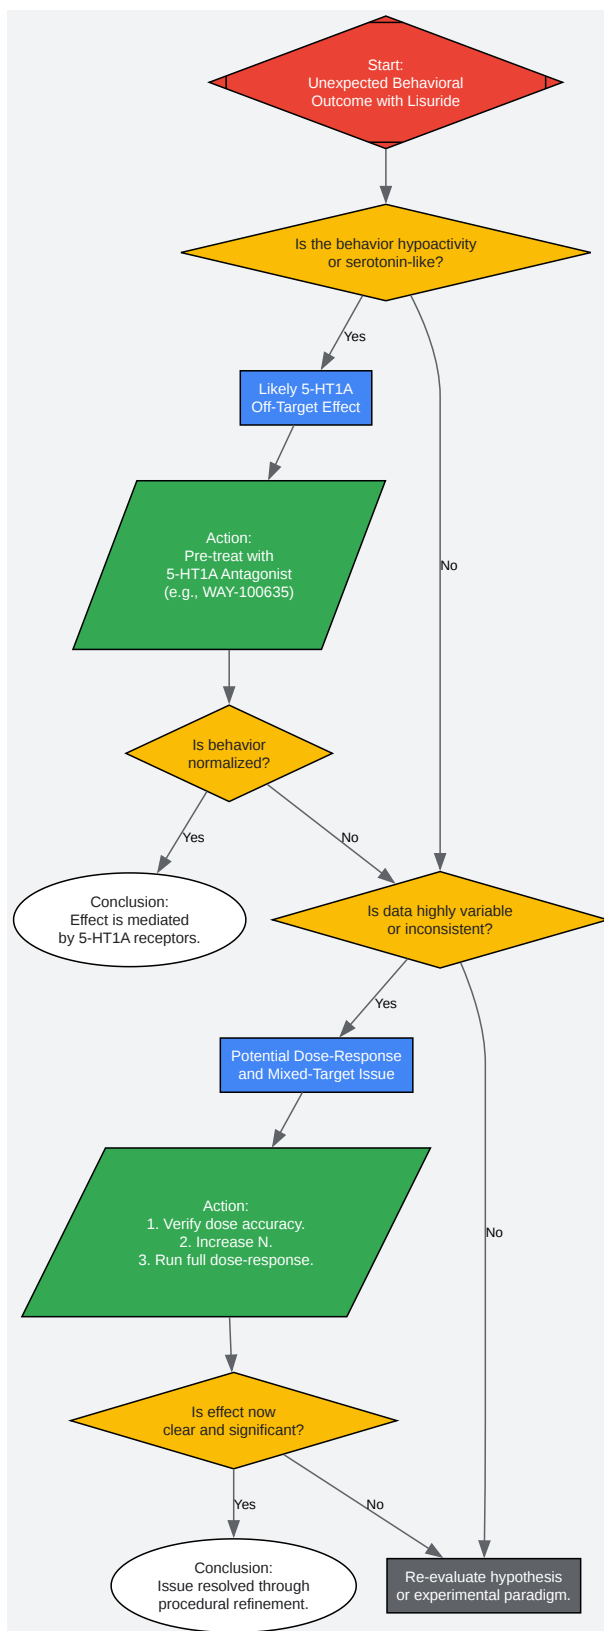 Start:
Unexpected Behavioral
Outcome with Lisuride
Is the behavior hypoactivity
or serotonin-like?
Yes
Likely 5-HT1A
Off-Target Effect
Action:
Pre-treat with
5-HT1A Antagonist
(e.g., WAY-100635)
No
Is behavior
normalized?
Yes
No
Conclusion:
Effect is mediated
by 5-HT1A receptors.
Is data highly variable
or inconsistent?
Yes
Potential Dose-Response
and Mixed-Target Issue
Action:
1. Verify dose accuracy.
2. Increase N.
3. Run full dose-response.
No
Is effect now
clear and significant?
Yes
No
Conclusion:
Issue resolved through
procedural refinement.
Re-evaluate hypothesis
or experimental paradigm.